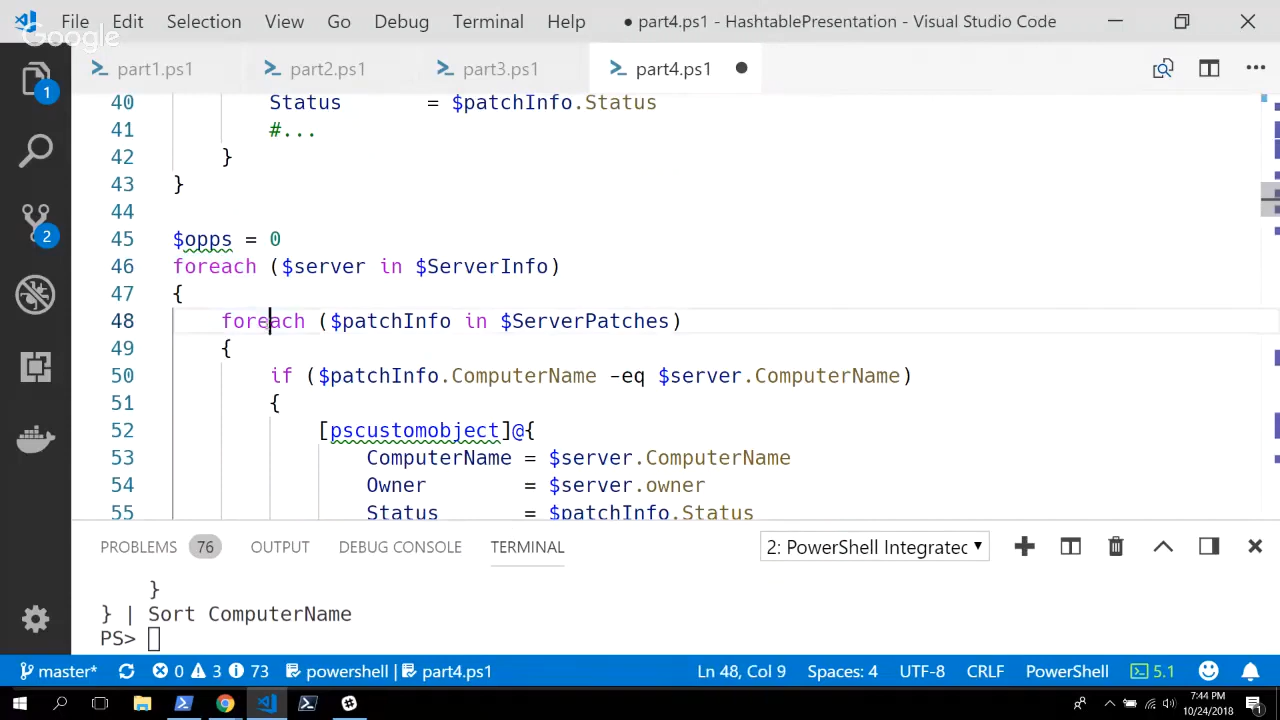 File Edit Selection View Go Debug Terminal Help ● part4.ps1 - HashtablePresentation - Visual Studio Code
Google
part1.ps1 part2.ps1 part3.ps1 part4.ps1
1
2
40 Status = $patchInfo.Status
41 #...
42 }
43 }
44
45 $opps = 0
46 foreach ($server in $ServerInfo)
47 {
48 foreach ($patchInfo in $ServerPatches)
49 {
50 if ($patchInfo.ComputerName -eq $server.ComputerName)
51 {
52 [pscustomobject]@{
53 ComputerName = $server.ComputerName
54 Owner = $server.owner
55 Status = $patchInfo.Status
PROBLEMS 76 OUTPUT DEBUG CONSOLE TERMINAL 2: PowerShell Integratec
}
} | Sort ComputerName
PS>
master* 0 3 73 powershell | part4.ps1 Ln 48, Col 9 Spaces: 4 UTF-8 CRLF PowerShell 5.1
7:44 PM
10/24/2018
1